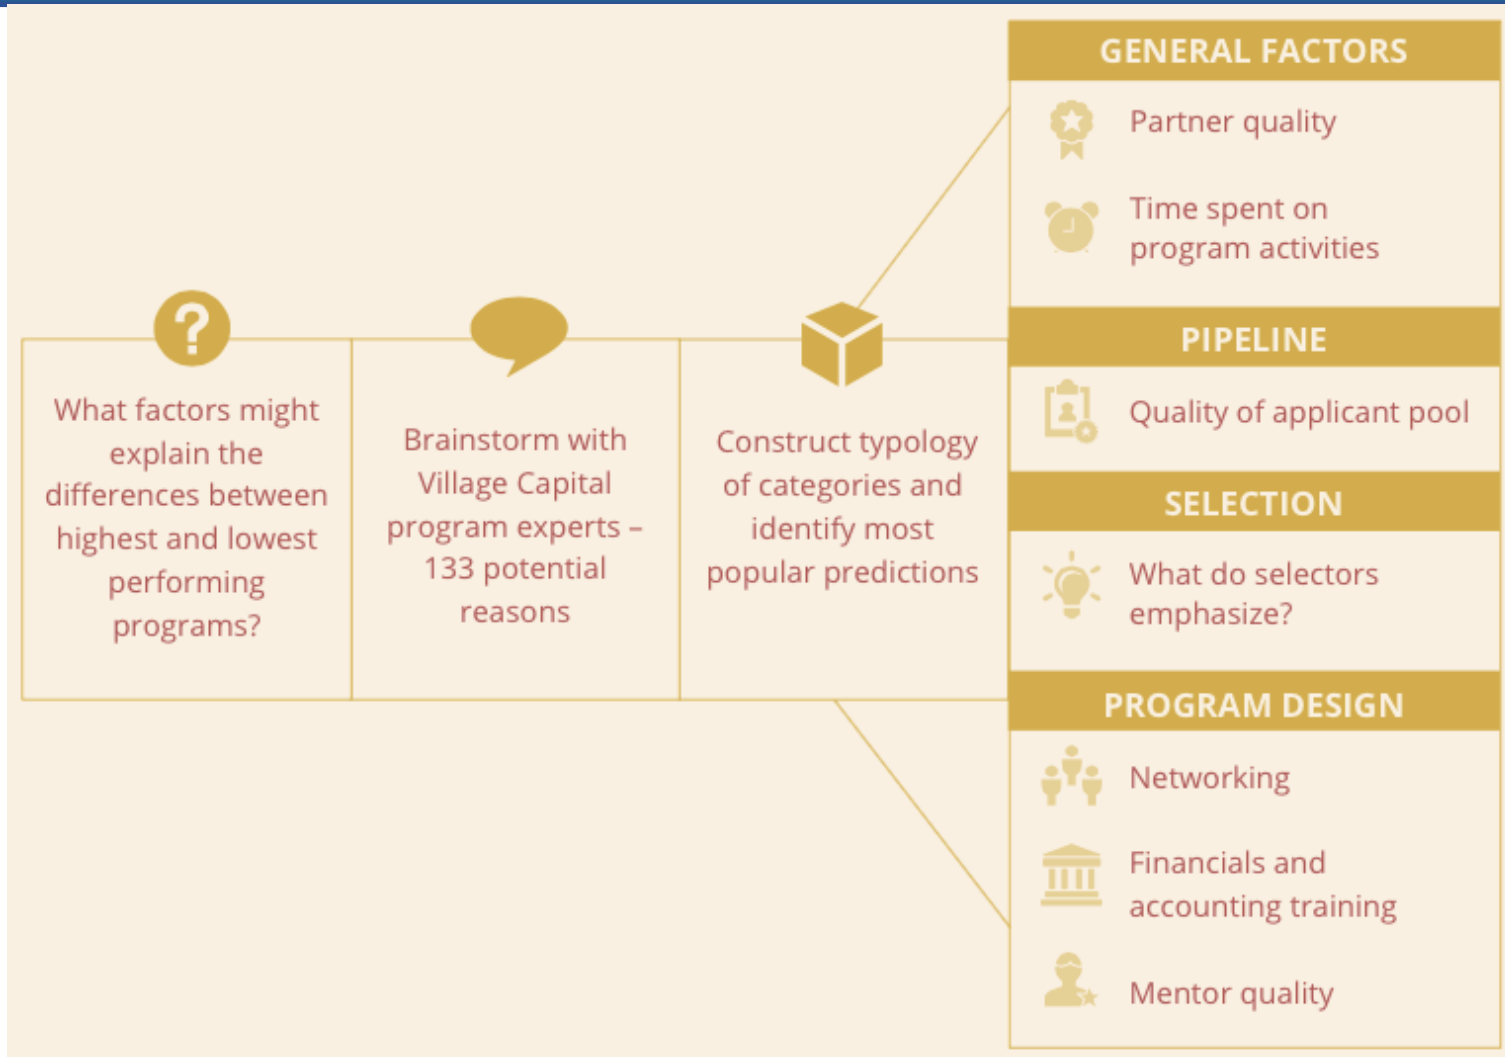 What factors might
explain the
differences between
highest and lowest
performing
programs?
Brainstorm with
Village Capital
program experts –
133 potential
reasons
Construct typology
of categories and
identify most
popular predictions
GENERAL FACTORS
Partner quality
Time spent on
program activities
PIPELINE
Quality of applicant pool
SELECTION
What do selectors
emphasize?
PROGRAM DESIGN
Networking
Financials and
accounting training
Mentor quality